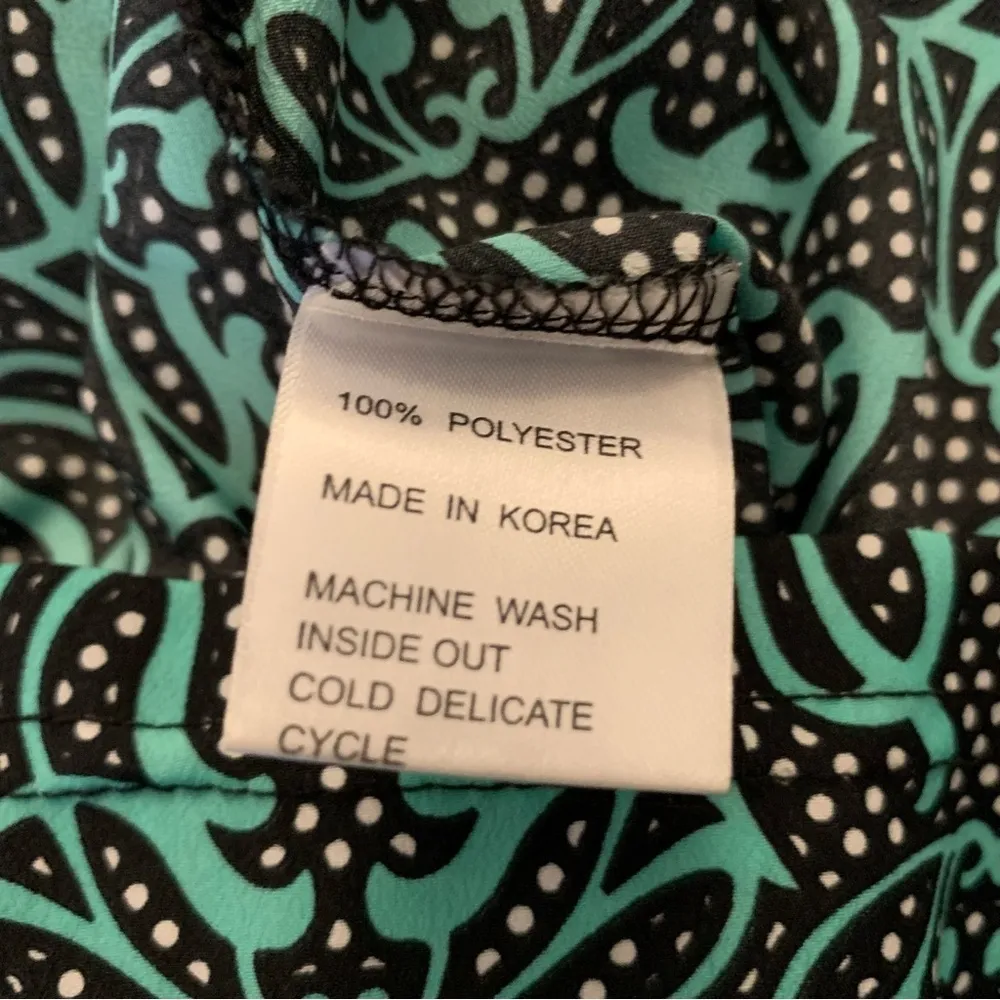 100% POLYESTER
MADE IN KOREA
MACHINE WASH
INSIDE OUT
COLD DELICATE
CYCLE